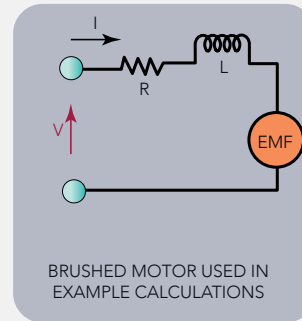 I
L
R
V
EMF
BRUSHED MOTOR USED IN
EXAMPLE CALCULATIONS